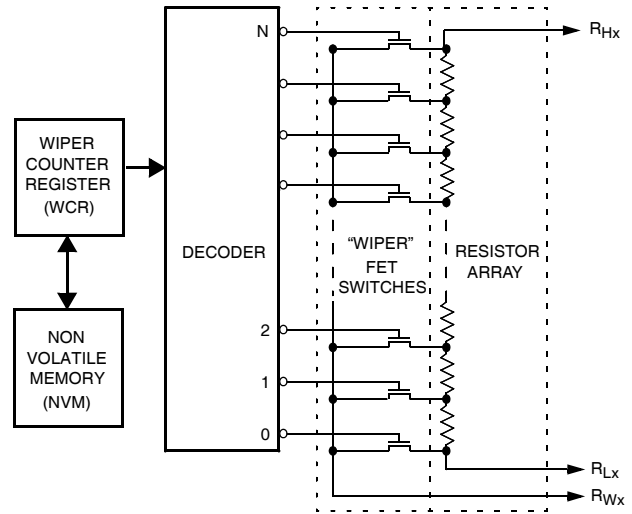 N
R_Hx
WIPER
COUNTER
REGISTER
(WCR)
DECODER
“WIPER”
FET
SWITCHES
RESISTOR
ARRAY
NON
VOLATILE
MEMORY
(NVM)
2
1
0
R_Lx
R_Wx